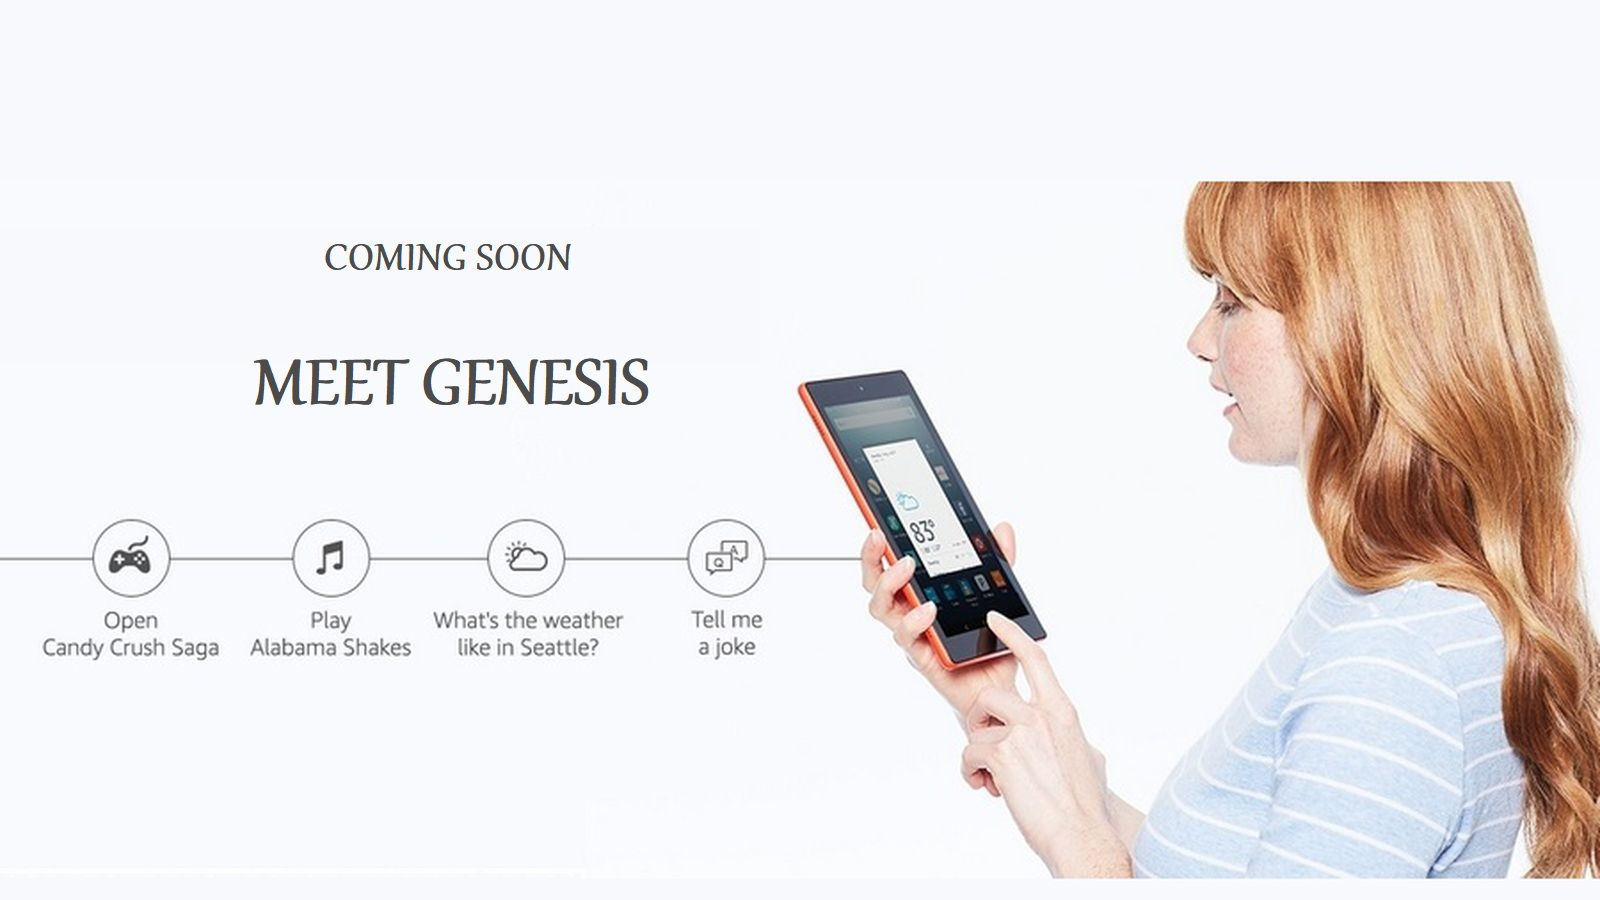 COMING SOON
MEET GENESIS
Open
Candy Crush Saga
Play
Alabama Shakes
What's the weather
like in Seattle?
Q
A
Tell me
a joke
83°